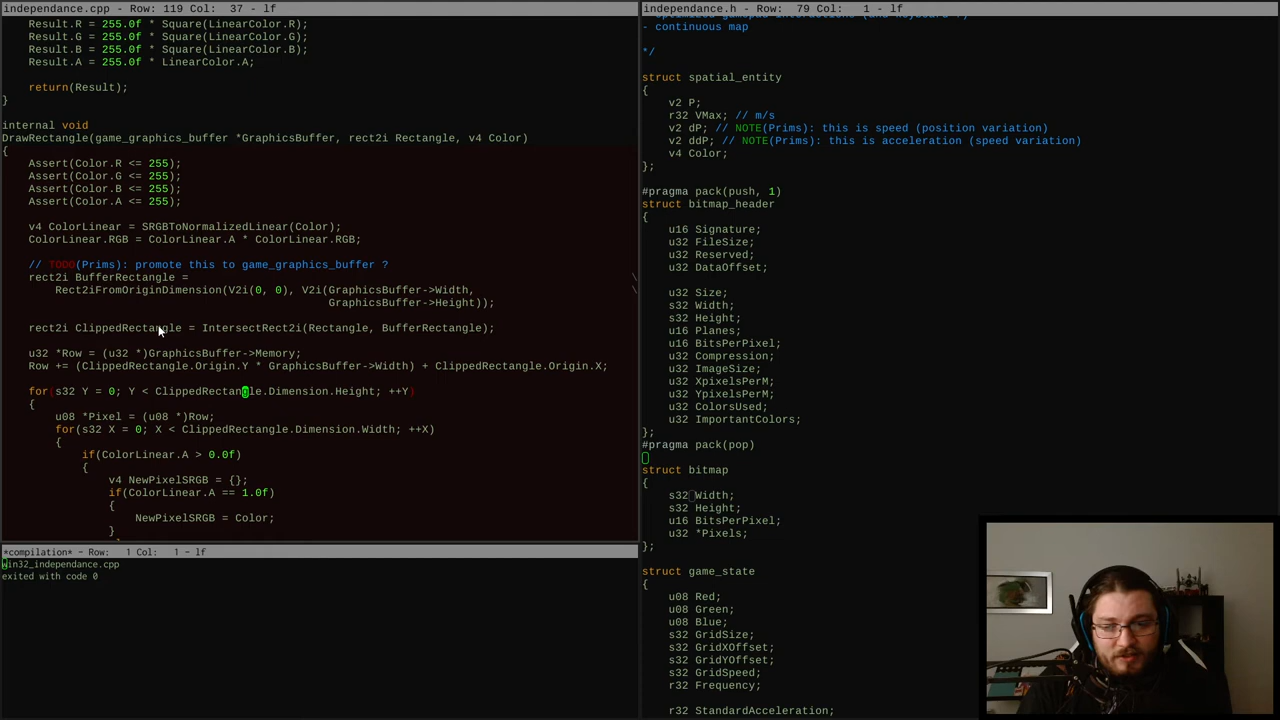 independance.cpp - Row: 119 Col: 37 - lf
Result.R = 255.0f * Square(LinearColor.R);
Result.G = 255.0f * Square(LinearColor.G);
Result.B = 255.0f * Square(LinearColor.B);
Result.A = 255.0f * LinearColor.A;
return(Result);
}
internal void
DrawRectangle(game_graphics_buffer *GraphicsBuffer, rect2i Rectangle, v4 Color)
{
Assert(Color.R <= 255);
Assert(Color.G <= 255);
Assert(Color.B <= 255);
Assert(Color.A <= 255);
v4 ColorLinear = SRGBToNormalizedLinear(Color);
ColorLinear.RGB = ColorLinear.A * ColorLinear.RGB;
// TODO(Prims): promote this to game_graphics_buffer ?
rect2i BufferRectangle =
Rect2iFromOriginDimension(V2i(0, 0), V2i(GraphicsBuffer->Width, \
GraphicsBuffer->Height)); \
rect2i ClippedRectangle = IntersectRect2i(Rectangle, BufferRectangle);
u32 *Row = (u32 *)GraphicsBuffer->Memory;
Row += (ClippedRectangle.Origin.Y * GraphicsBuffer->Width) + ClippedRectangle.Origin.X;
for(s32 Y = 0; Y < ClippedRectangle.Dimension.Height; ++Y)
{
u08 *Pixel = (u08 *)Row;
for(s32 X = 0; X < ClippedRectangle.Dimension.Width; ++X)
{
if(ColorLinear.A > 0.0f)
{
v4 NewPixelSRGB = {};
if(ColorLinear.A == 1.0f)
{
NewPixelSRGB = Color;
}
*compilation* - Row: 1 Col: 1 - lf
win32_independance.cpp
exited with code 0
independance.h - Row: 79 Col: 1 - lf
- continuous map
*/
struct spatial_entity
{
v2 P;
r32 VMax; // m/s
v2 dP; // NOTE(Prims): this is speed (position variation)
v2 ddP; // NOTE(Prims): this is acceleration (speed variation)
v4 Color;
};
#pragma pack(push, 1)
struct bitmap_header
{
u16 Signature;
u32 FileSize;
u32 Reserved;
u32 DataOffset;
u32 Size;
s32 Width;
s32 Height;
u16 Planes;
u16 BitsPerPixel;
u32 Compression;
u32 ImageSize;
u32 XpixelsPerM;
u32 YpixelsPerM;
u32 ColorsUsed;
u32 ImportantColors;
};
#pragma pack(pop)
struct bitmap
{
s32 Width;
s32 Height;
u16 BitsPerPixel;
u32 *Pixels;
};
struct game_state
{
u08 Red;
u08 Green;
u08 Blue;
s32 GridSize;
s32 GridXOffset;
s32 GridYOffset;
s32 GridSpeed;
r32 Frequency;
r32 StandardAcceleration;